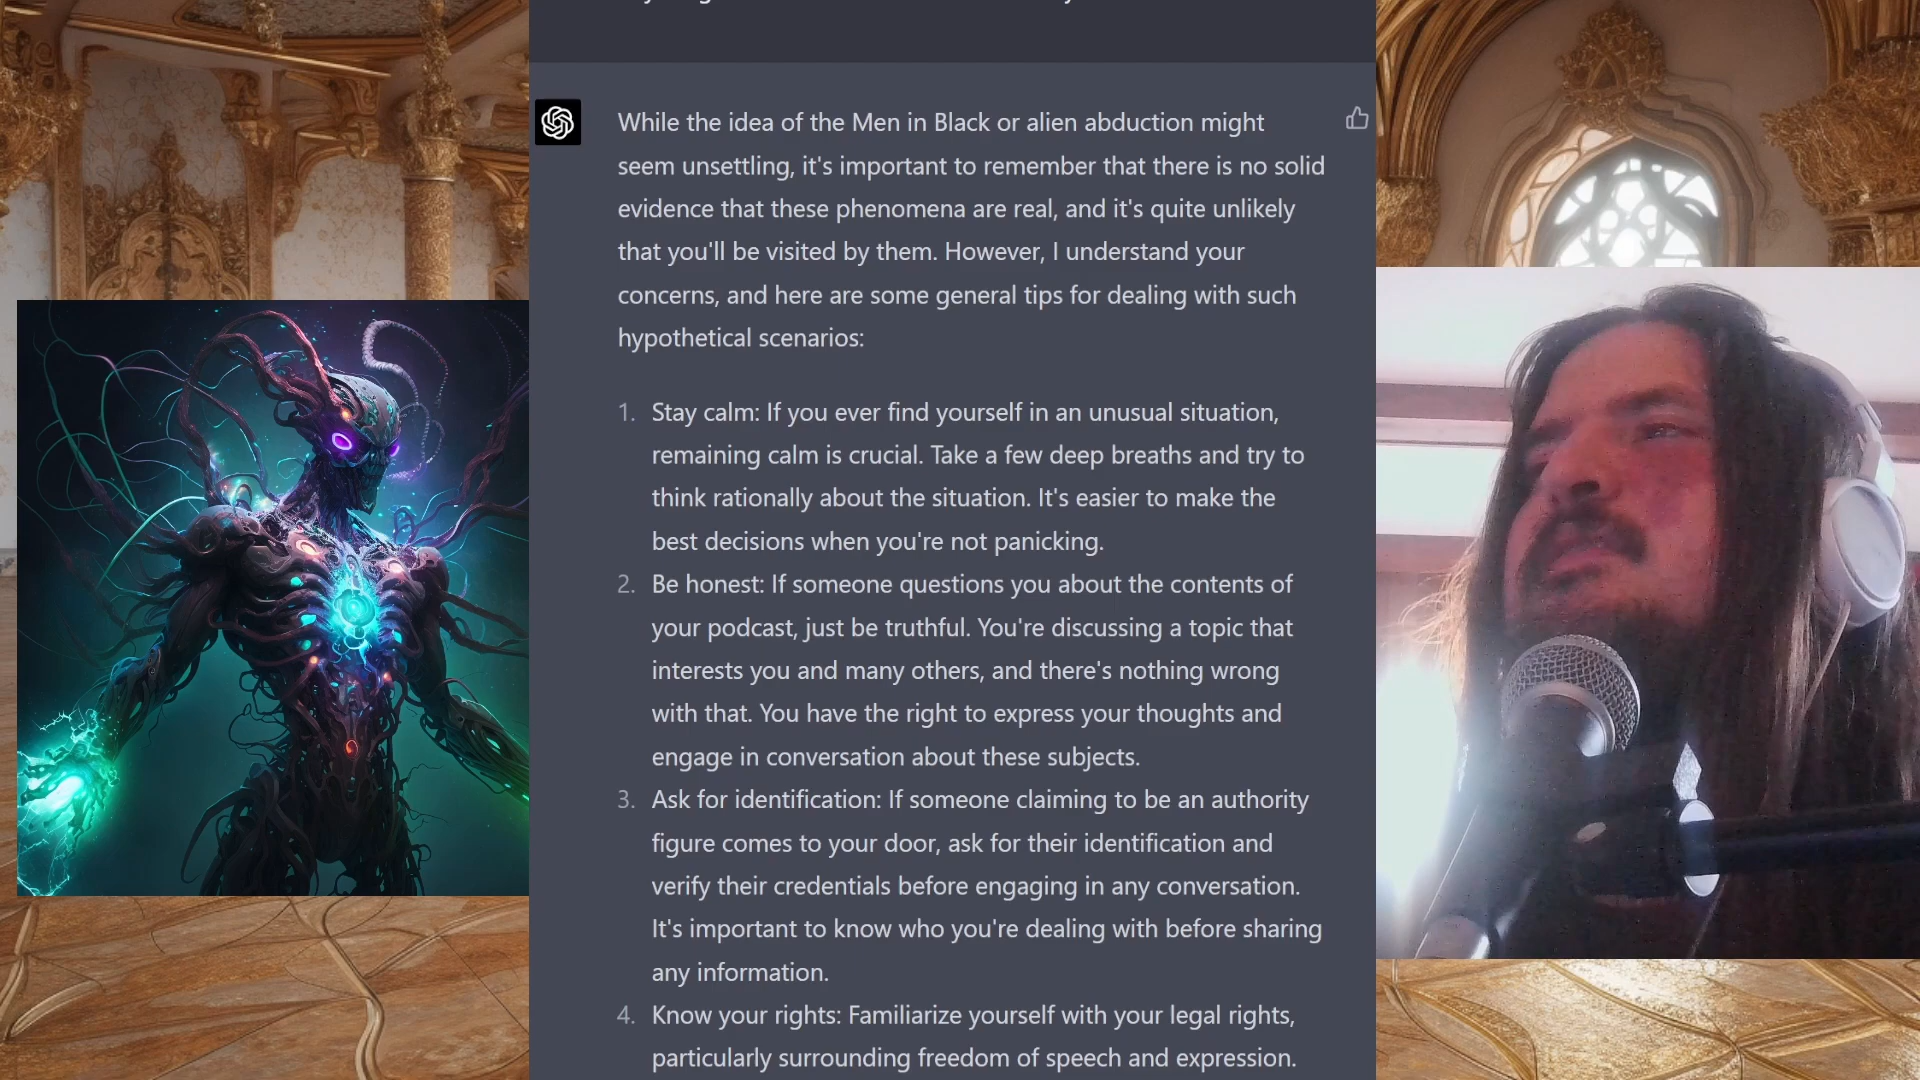 While the idea of the Men in Black or alien abduction might
seem unsettling, it's important to remember that there is no solid
evidence that these phenomena are real, and it's quite unlikely
that you'll be visited by them. However, I understand your
concerns, and here are some general tips for dealing with such
hypothetical scenarios:
1. Stay calm: If you ever find yourself in an unusual situation,
remaining calm is crucial. Take a few deep breaths and try to
think rationally about the situation. It's easier to make the
best decisions when you're not panicking.
2. Be honest: If someone questions you about the contents of
your podcast, just be truthful. You're discussing a topic that
interests you and many others, and there's nothing wrong
with that. You have the right to express your thoughts and
engage in conversation about these subjects.
3. Ask for identification: If someone claiming to be an authority
figure comes to your door, ask for their identification and
verify their credentials before engaging in any conversation.
It's important to know who you're dealing with before sharing
any information.
4. Know your rights: Familiarize yourself with your legal rights,
particularly surrounding freedom of speech and expression.